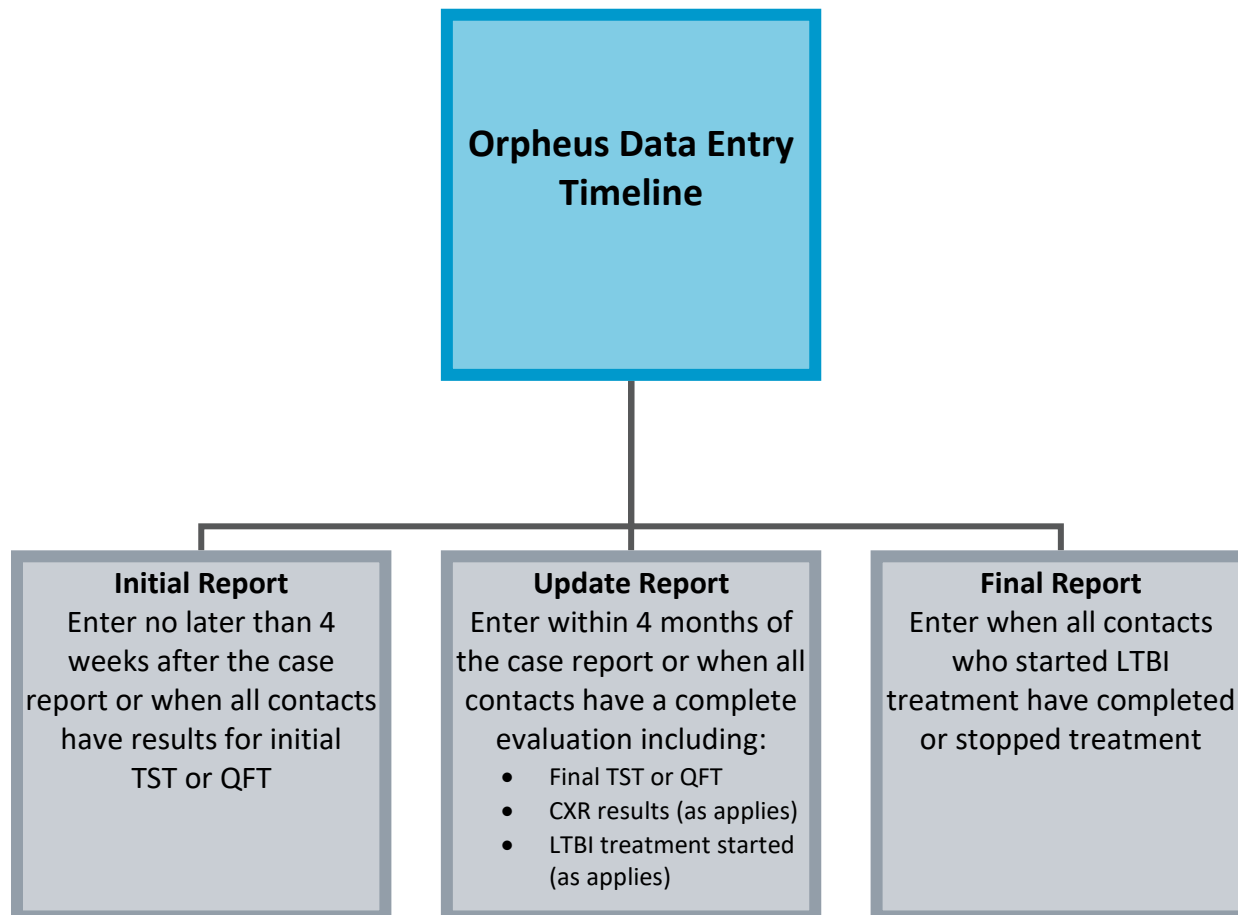 Orpheus Data Entry
Timeline
Initial Report
Enter no later than 4
weeks after the case
report or when all contacts
have results for initial
TST or QFT
Update Report
Enter within 4 months of
the case report or when all
contacts have a complete
evaluation including:
• Final TST or QFT
• CXR results (as applies)
• LTBI treatment started
(as applies)
Final Report
Enter when all contacts
who started LTBI
treatment have completed
or stopped treatment